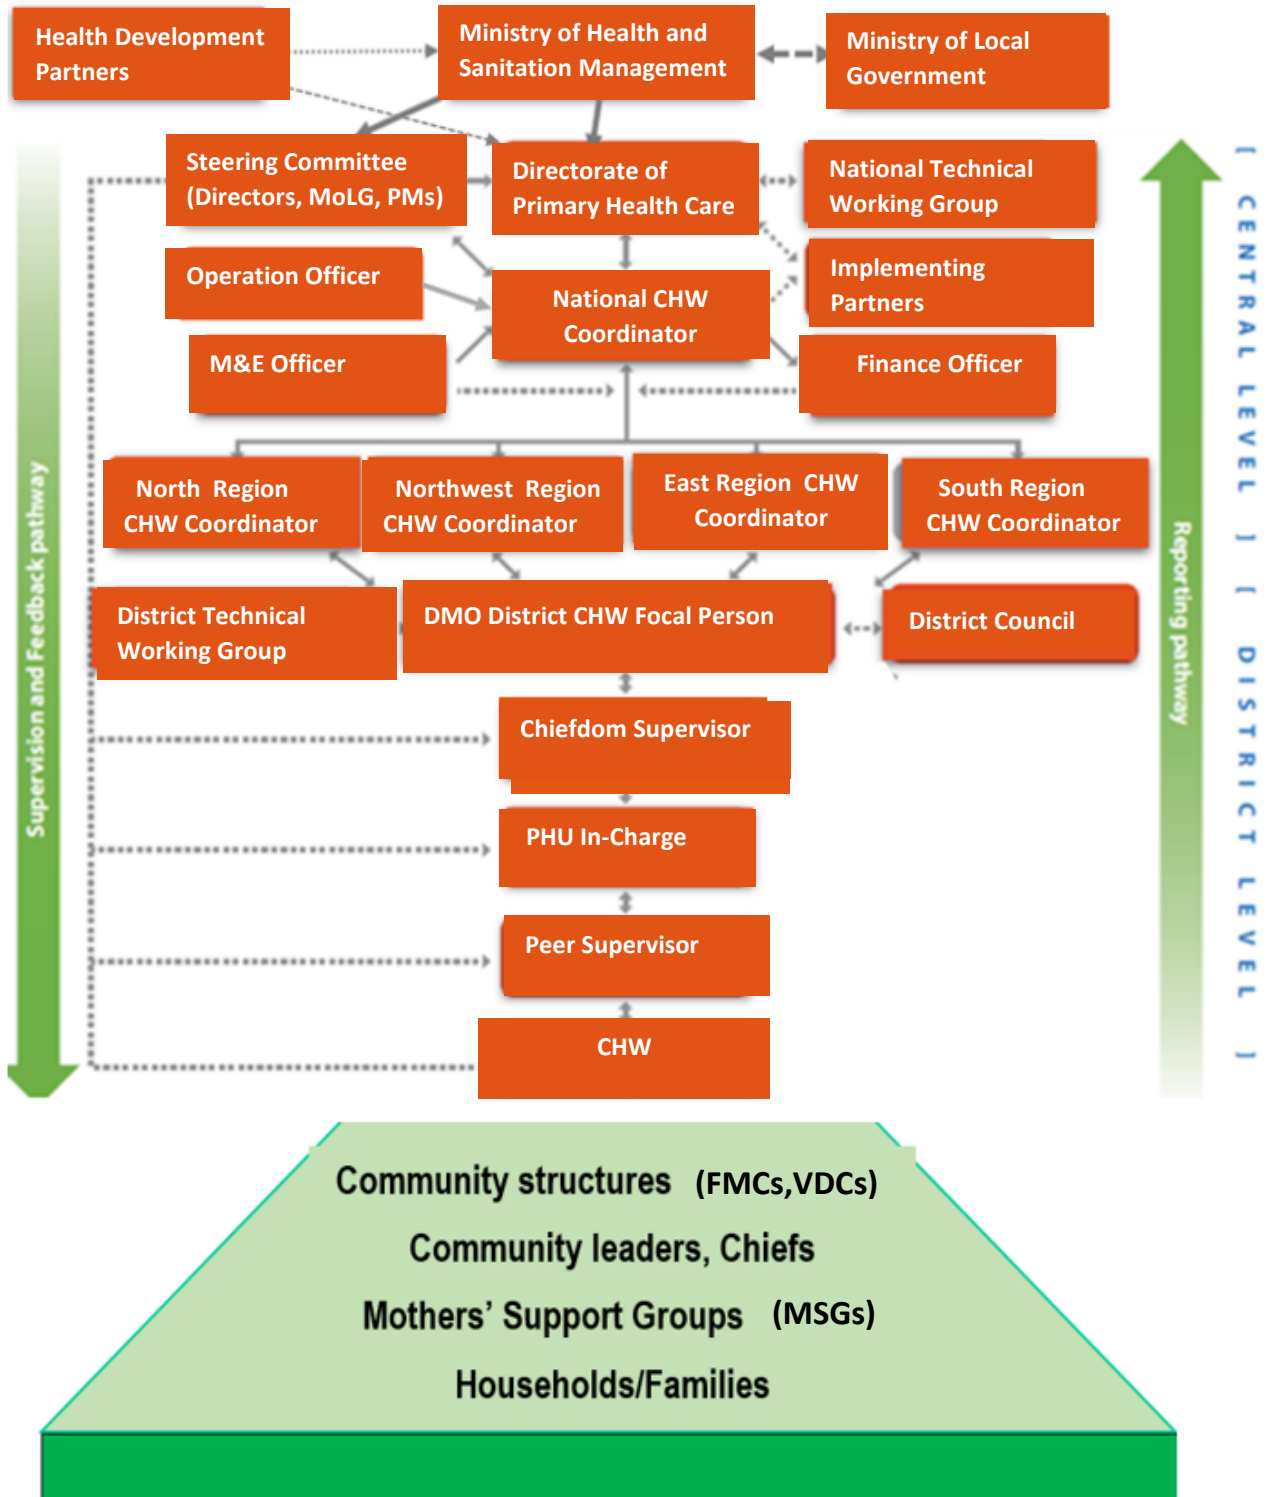 Health Development
Partners
Ministry of Health and
Sanitation Management
Ministry of Local
Government
Steering Committee
(Directors, MoLG, PMs)
Directorate of
Primary Health Care
National Technical
Working Group
Operation Officer
National CHW
Coordinator
Implementing
Partners
M&E Officer
Finance Officer
North Region
CHW Coordinator
Northwest Region
CHW Coordinator
East Region CHW
Coordinator
South Region
CHW Coordinator
District Technical
Working Group
DMO District CHW Focal Person
District Council
Chiefdom Supervisor
PHU In-Charge
Peer Supervisor
CHW
Supervision and Feedback pathway
Reporting pathway
[ CENTRAL LEVEL ] [ DISTRICT LEVEL ]
Community structures (FMCs,VDCs)
Community leaders, Chiefs
Mothers’ Support Groups (MSGs)
Households/Families